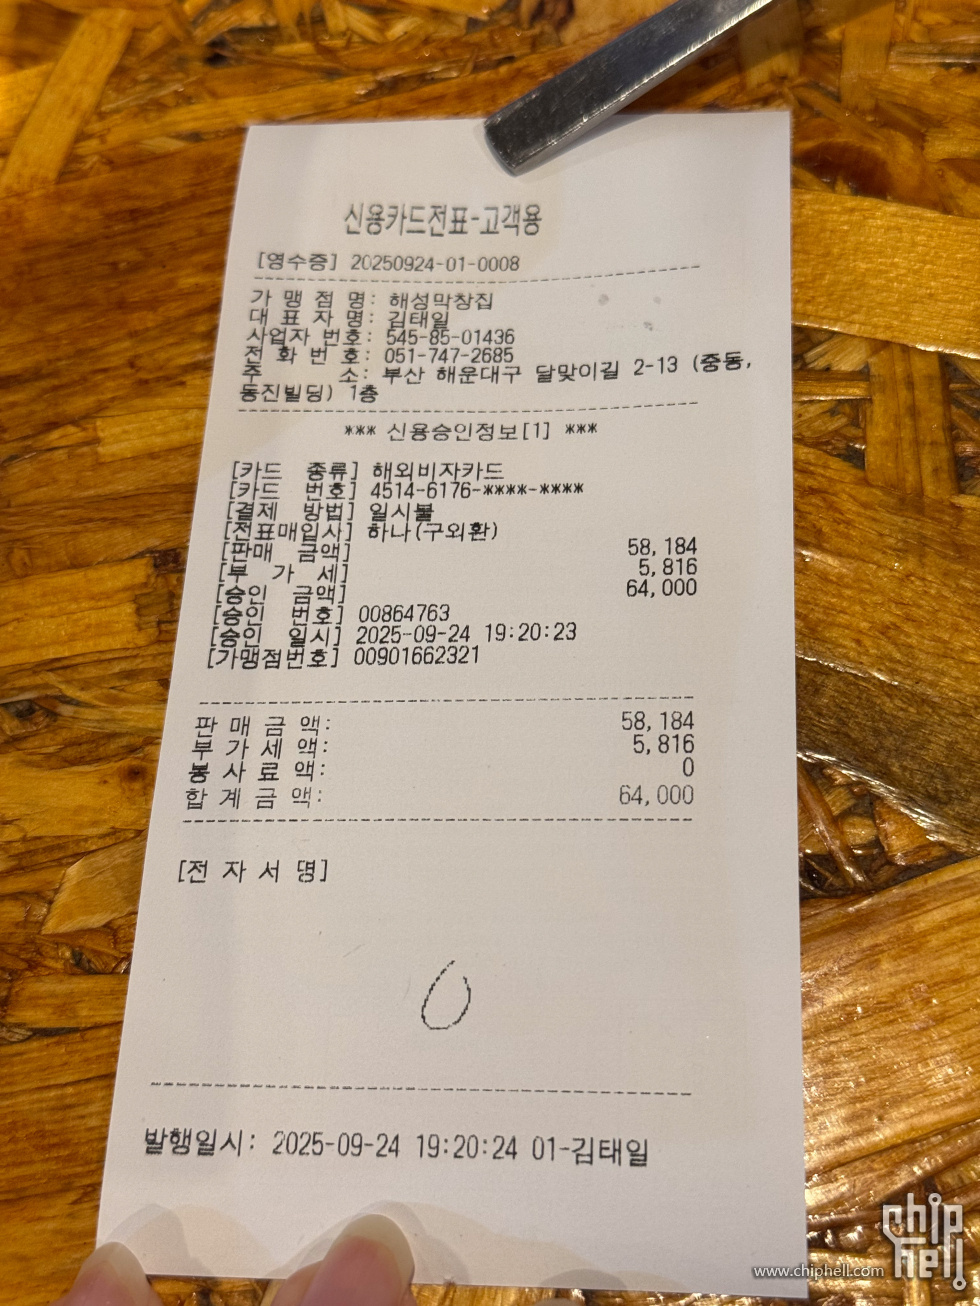 신용카드전표-고객용
[영수증] 20250924-01-0008
가 맹 점 명: 해성막창집
대 표 자 명: 김태일
사업자 번호: 545-85-01436
전 화 번 호: 051-747-2685
주 소: 부산 해운대구 달맞이길 2-13 (중동,
동진빌딩) 1층
*** 신용승인정보[1] ***
[카드 종류] 해외비자카드
[카드 번호] 4514-6176-****-****
[결제 방법] 일시불
[전표매입사] 하나(구외환)
[판매 금액] 58,184
[부 가 세] 5,816
[승인 금액] 64,000
[승인 번호] 00864763
[승인 일시] 2025-09-24 19:20:23
[가맹점번호] 00901662321
판 매 금 액: 58,184
부 가 세 액: 5,816
봉 사 료 액: 0
합 계 금 액: 64,000
[전 자 서 명]
발행일시: 2025-09-24 19:20:24 01-김태일
chip
hell
www.chiphell.com